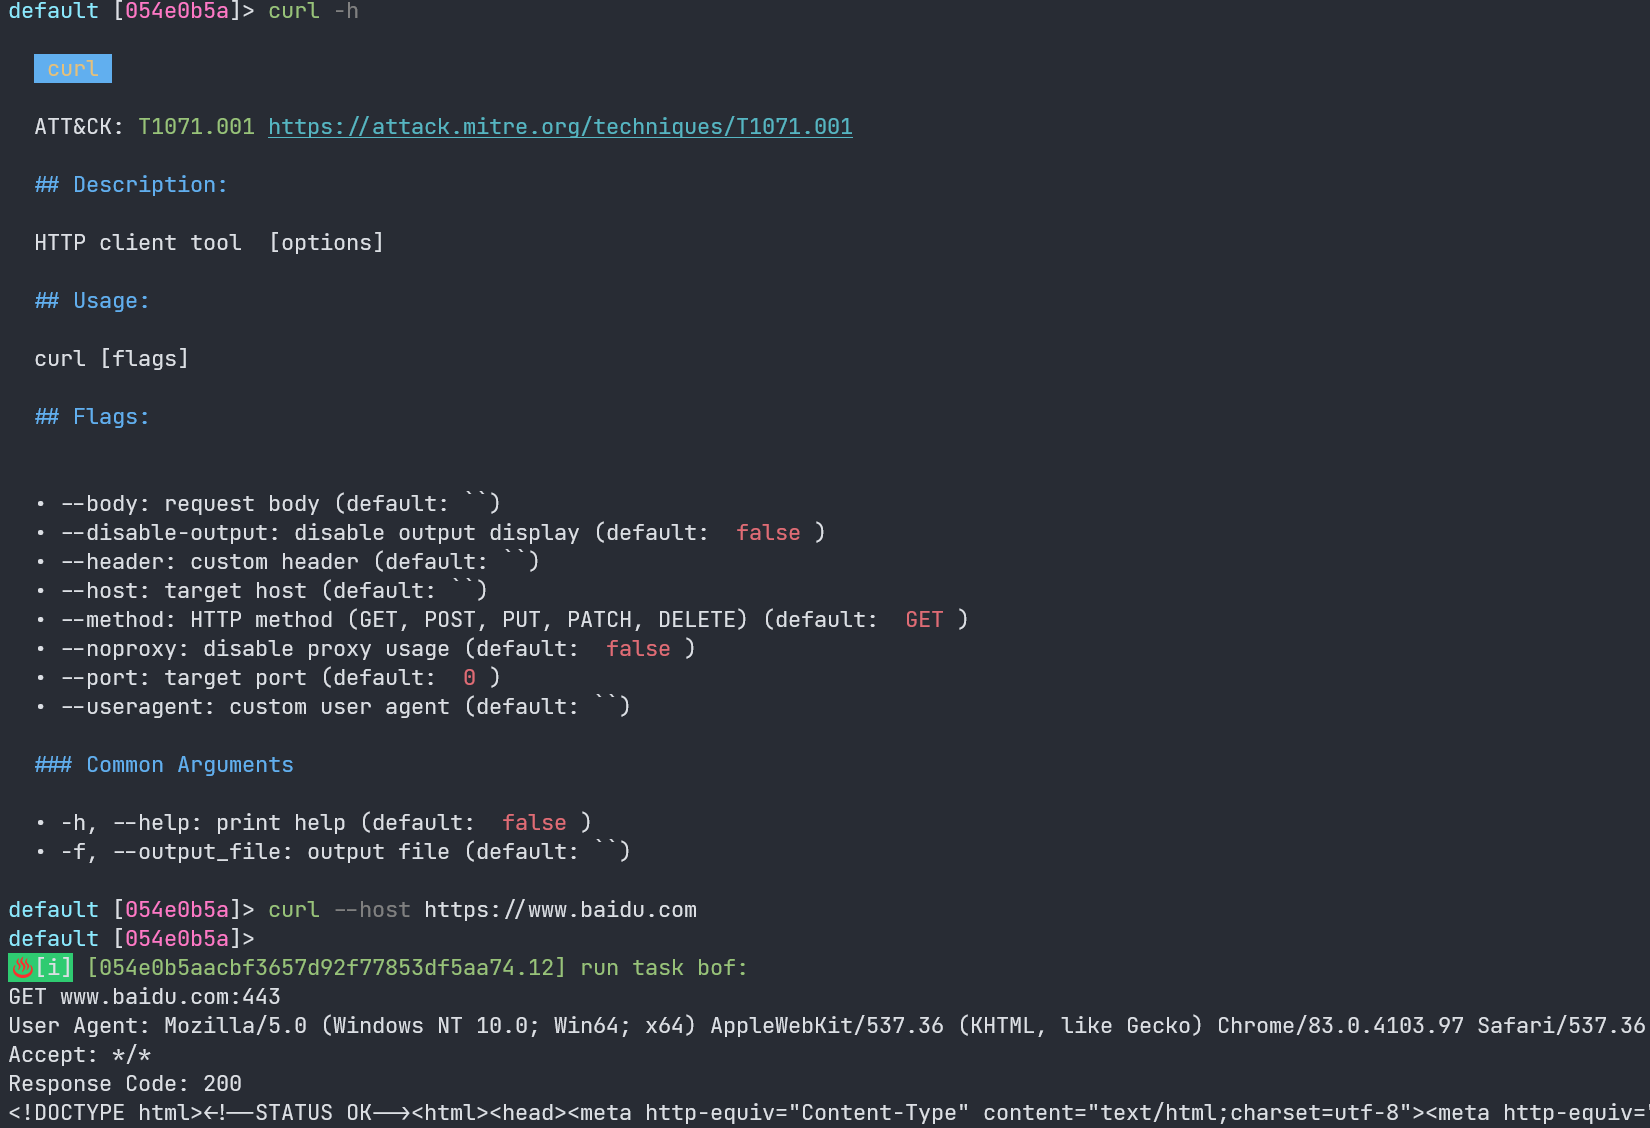 default [054e0b5a]> curl -h
curl
ATT&CK: T1071.001 https://attack.mitre.org/techniques/T1071.001
## Description:
HTTP client tool  [options]
## Usage:
curl [flags]
## Flags:
• --body: request body (default: ``)
• --disable-output: disable output display (default:  false )
• --header: custom header (default: ``)
• --host: target host (default: ``)
• --method: HTTP method (GET, POST, PUT, PATCH, DELETE) (default:  GET )
• --noproxy: disable proxy usage (default:  false )
• --port: target port (default:  0 )
• --useragent: custom user agent (default: ``)
### Common Arguments
• -h, --help: print help (default:  false )
• -f, --output_file: output file (default: ``)
default [054e0b5a]> curl --host https://www.baidu.com
default [054e0b5a]>
♨[i] [054e0b5aacbf3657d92f77853df5aa74.12] run task bof:
GET www.baidu.com:443
User Agent: Mozilla/5.0 (Windows NT 10.0; Win64; x64) AppleWebKit/537.36 (KHTML, like Gecko) Chrome/83.0.4103.97 Safari/537.36
Accept: */*
Response Code: 200
<!DOCTYPE html><!--STATUS OK--><html><head><meta http-equiv="Content-Type" content="text/html;charset=utf-8"><meta http-equiv="